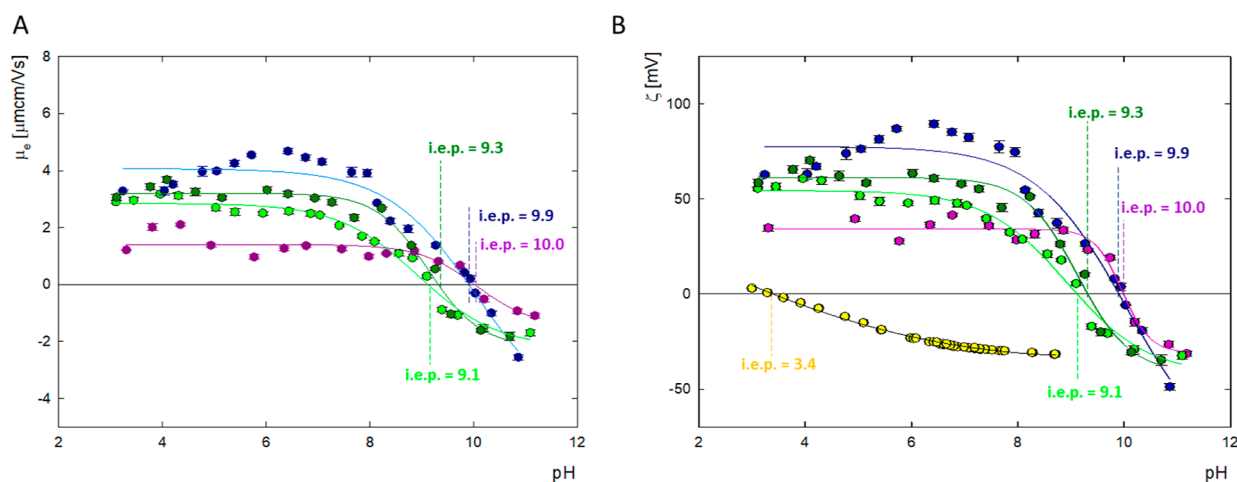 A
μe [μmcm/Vs]
8
6
4
2
0
-2
-4
2 4 6 8 10 12
pH
i.e.p. = 9.3
i.e.p. = 9.9
i.e.p. = 10.0
i.e.p. = 9.1
B
ζ [mV]
100
50
0
-50
2 4 6 8 10 12
pH
i.e.p. = 9.3
i.e.p. = 9.9
i.e.p. = 10.0
i.e.p. = 3.4
i.e.p. = 9.1